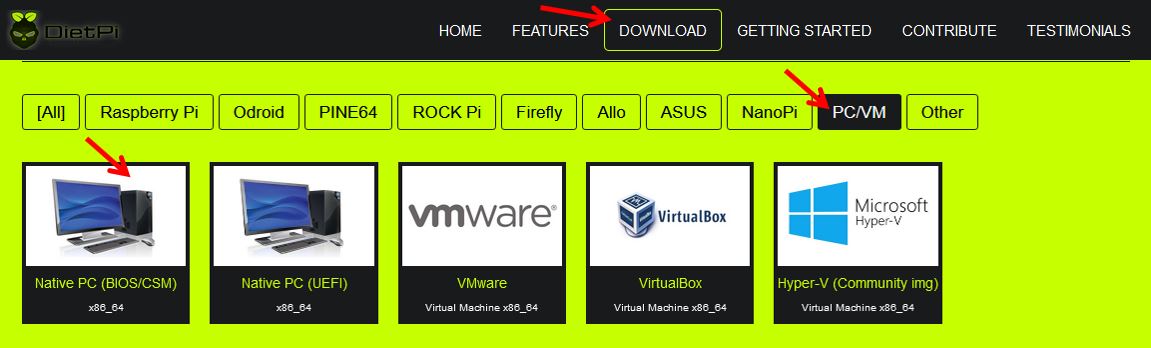 DietPi HOME FEATURES DOWNLOAD GETTING STARTED CONTRIBUTE TESTIMONIALS
[All] Raspberry Pi Odroid PINE64 ROCK Pi Firefly Allo ASUS NanoPi PC/VM Other
vmware® VirtualBox Microsoft Hyper-V
Native PC (BIOS/CSM) Native PC (UEFI) VMware VirtualBox Hyper-V (Community img)
x86_64 x86_64 Virtual Machine x86_64 Virtual Machine x86_64 Virtual Machine x86_64